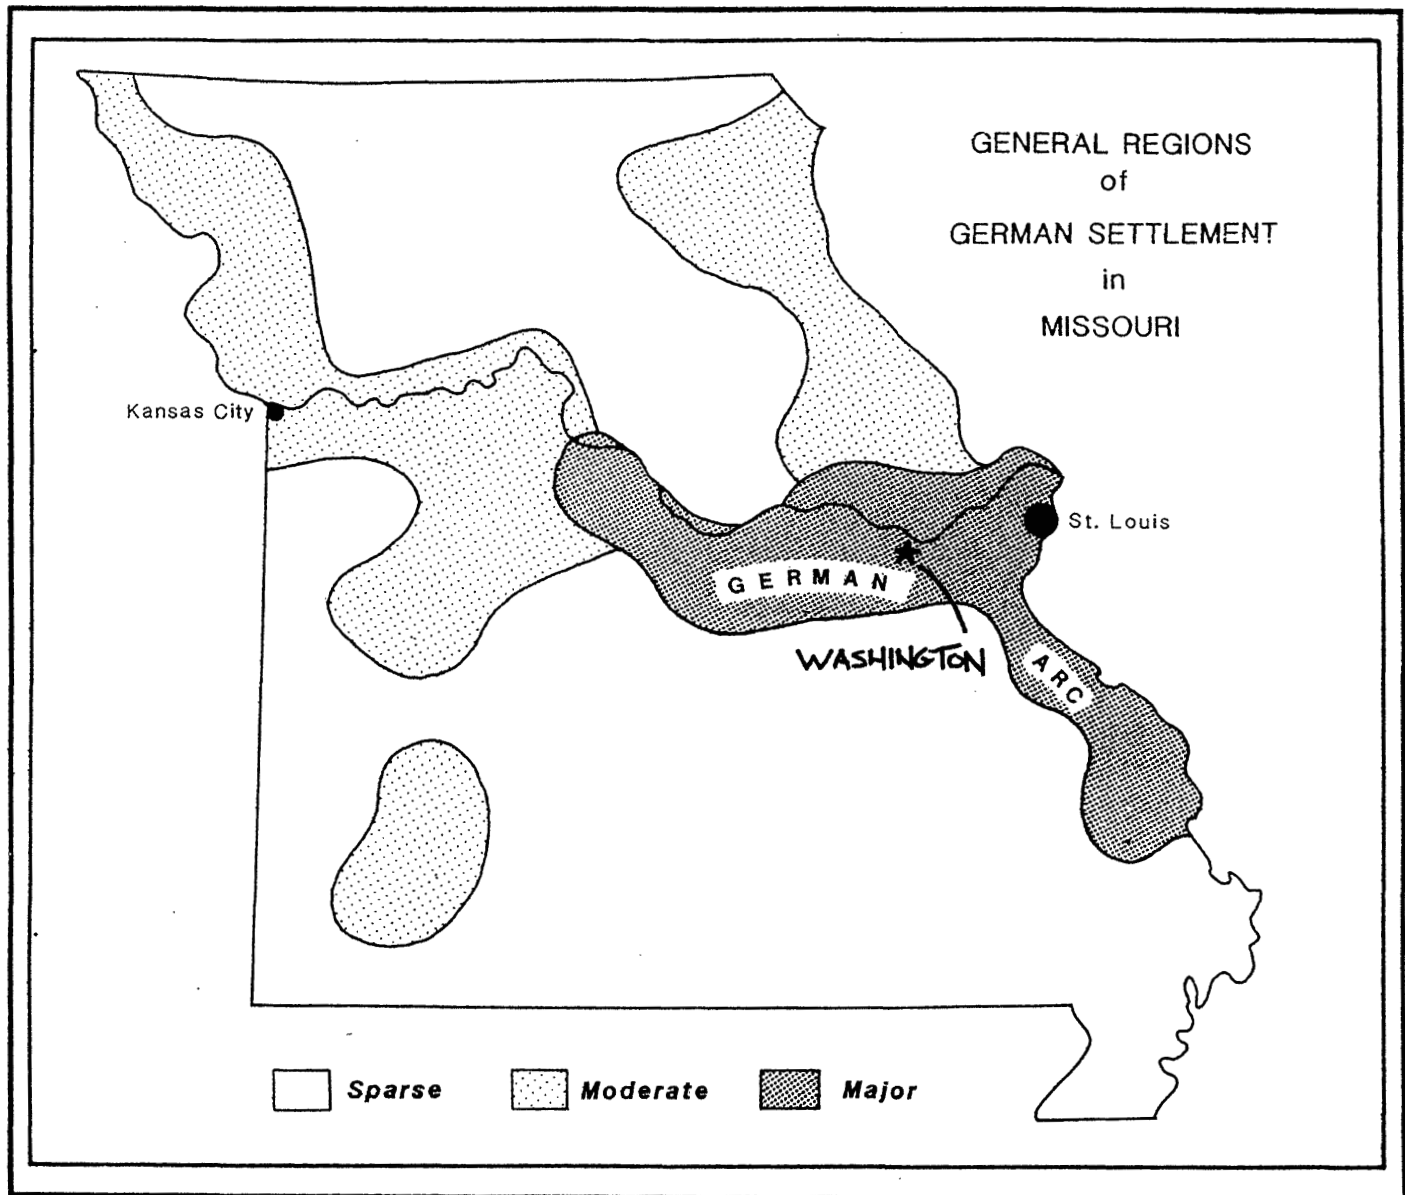 GENERAL REGIONS
of
GERMAN SETTLEMENT
in
MISSOURI
Kansas City
St. Louis
GERMAN
WASHINGTON
ARC
Sparse
Moderate
Major